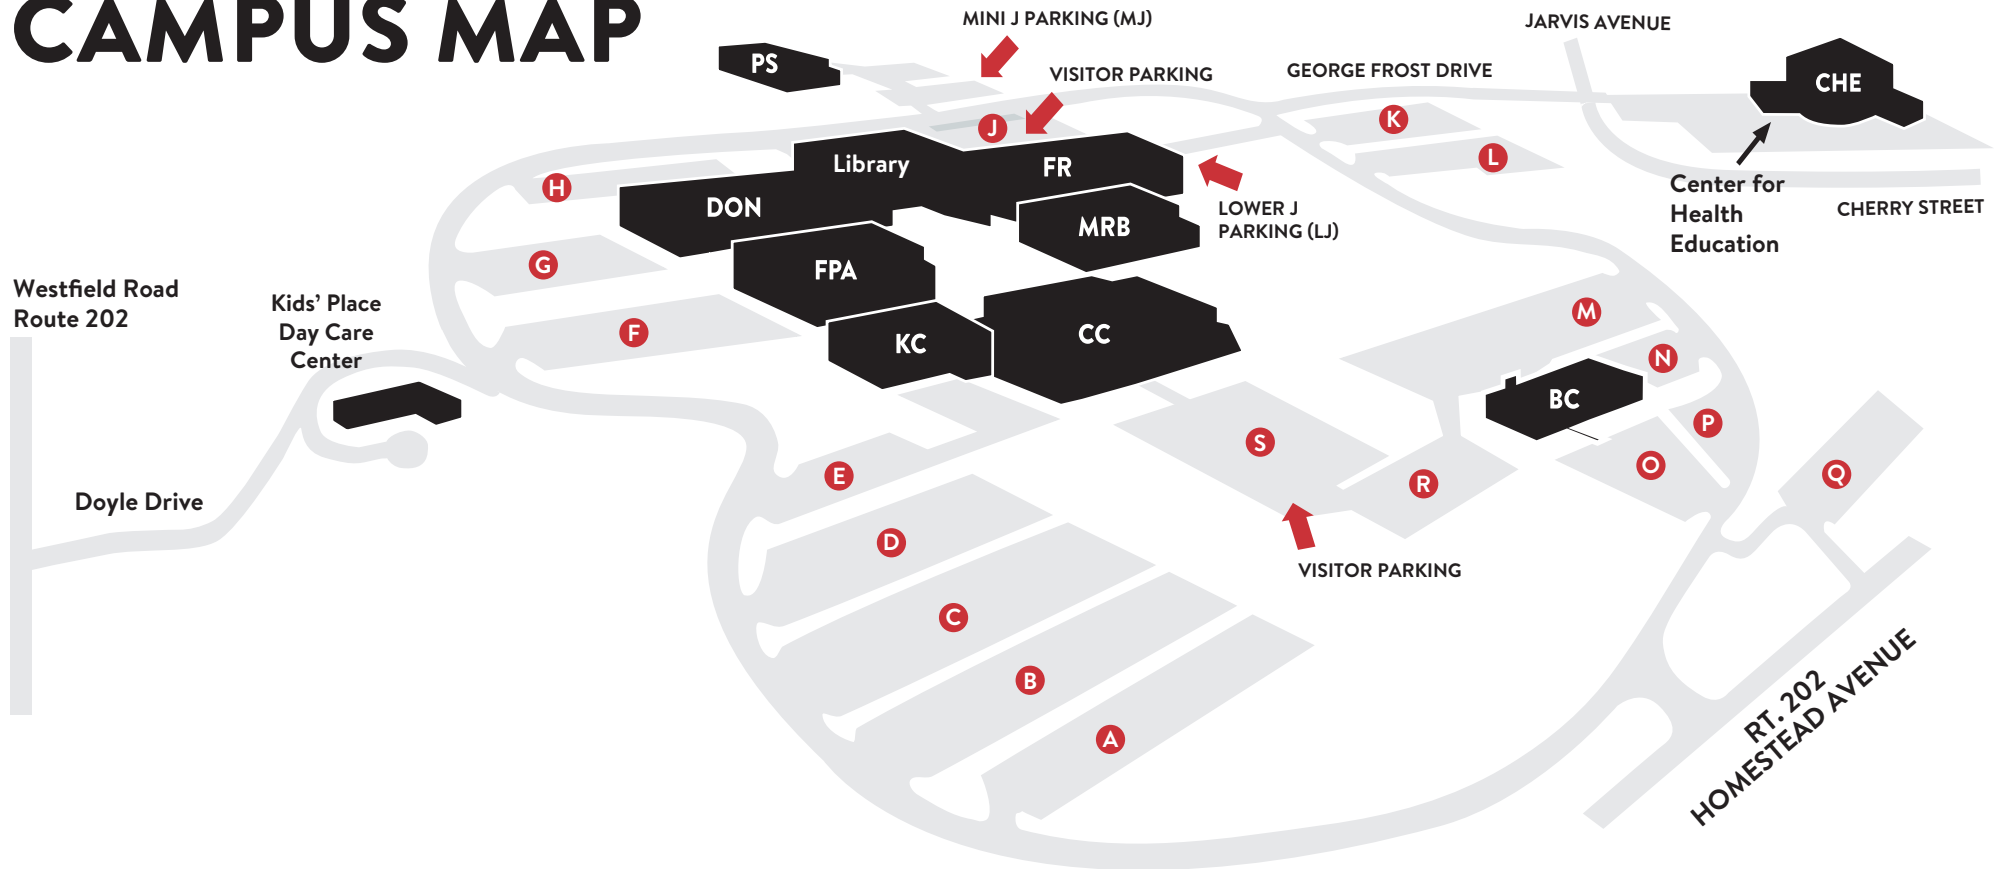 CAMPUS MAP
MINI J PARKING (MJ)
JARVIS AVENUE
PS
VISITOR PARKING
GEORGE FROST DRIVE
CHE
J
K
Library
FR
L
H
DON
MRB
LOWER J
PARKING (LJ)
Center for
Health
Education
CHERRY STREET
G
FPA
Westfield Road
Route 202
Kids' Place
Day Care
Center
F
KC
CC
M
N
BC
P
S
E
R
O
Q
Doyle Drive
D
VISITOR PARKING
C
B
A
RT. 202
HOMESTEAD AVENUE